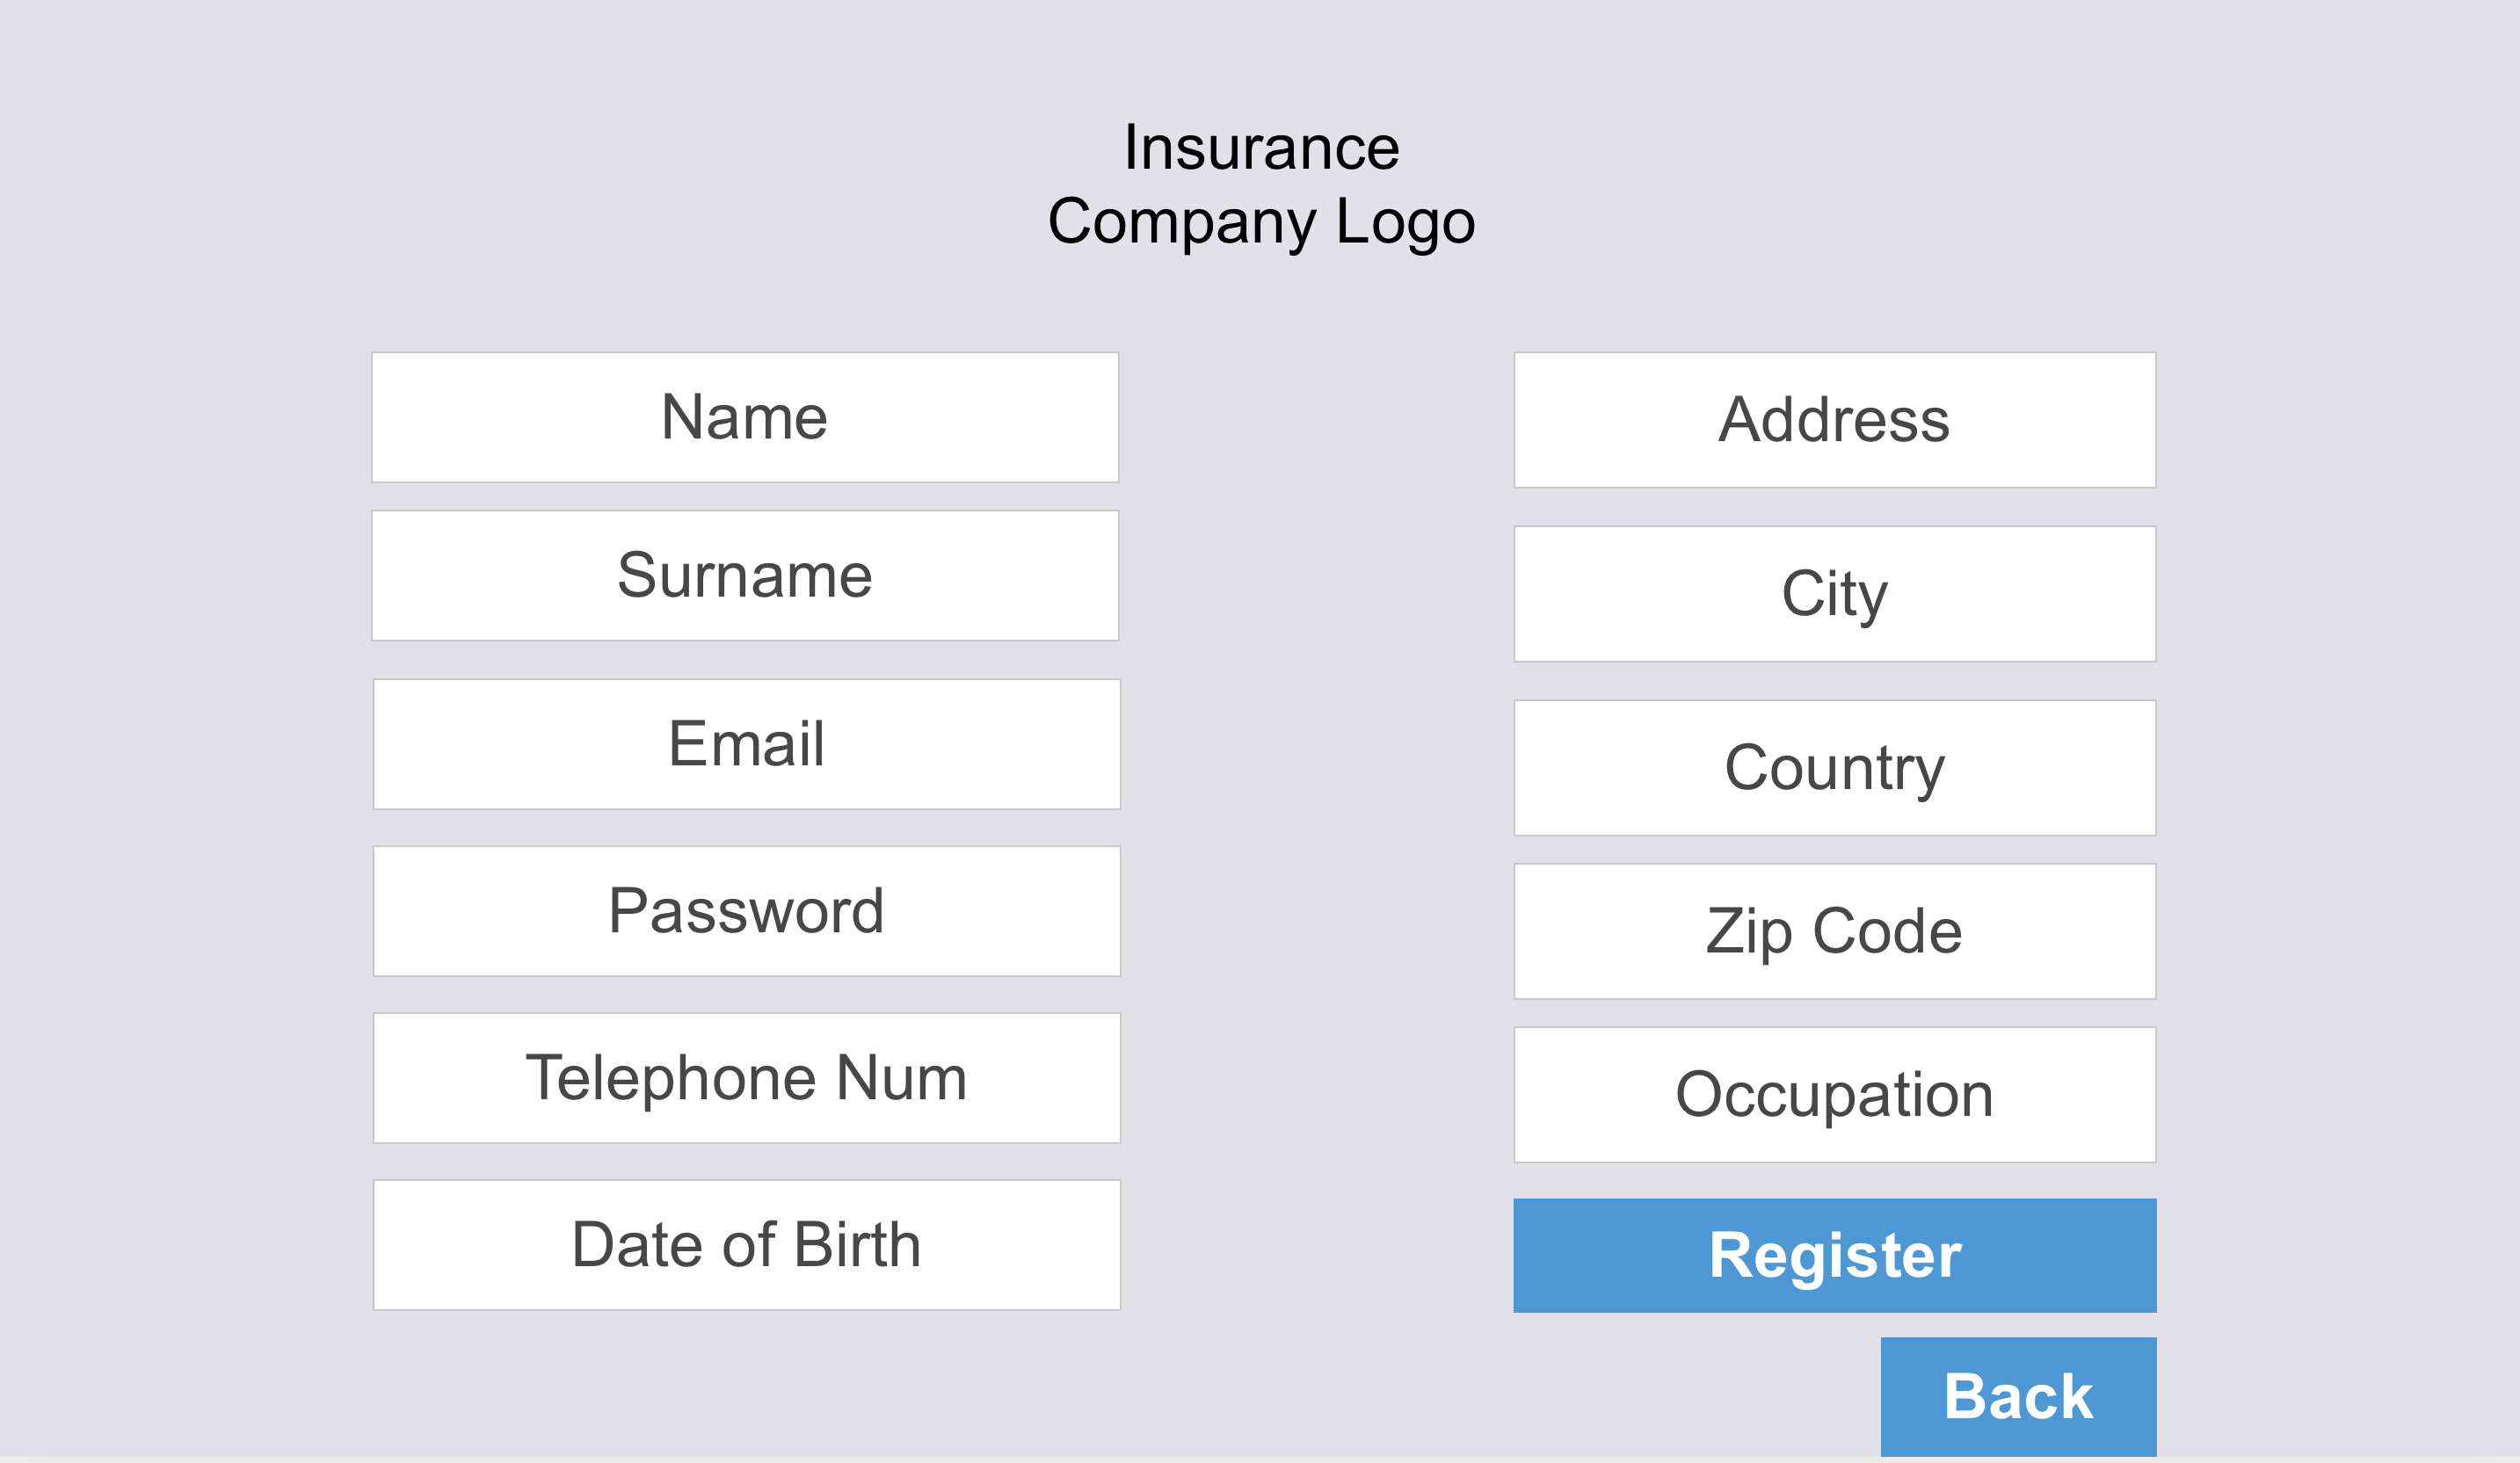 Insurance
Company Logo
Name
Surname
Email
Password
Telephone Num
Date of Birth
Address
City
Country
Zip Code
Occupation
Register
Back